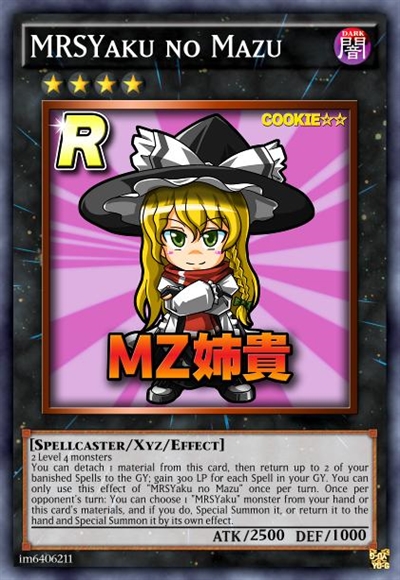 MRSYaku no Mazu
DARK
闇
R
COOKIE☆☆
MZ姉貴
[Spellcaster/Xyz/Effect]
2 Level 4 monsters
You can detach 1 material from this card, then return up to 2 of your
banished Spells to the GY; gain 300 LP for each Spell in your GY. You can
only use this effect of "MRSYaku no Mazu" once per turn. Once per
opponent's turn: You can choose 1 "MRSYaku" monster from your hand or
this card's materials, and if you do, Special Summon it, or return it to the
hand and Special Summon it by its own effect.
ATK/2500 DEF/1000
im6406211